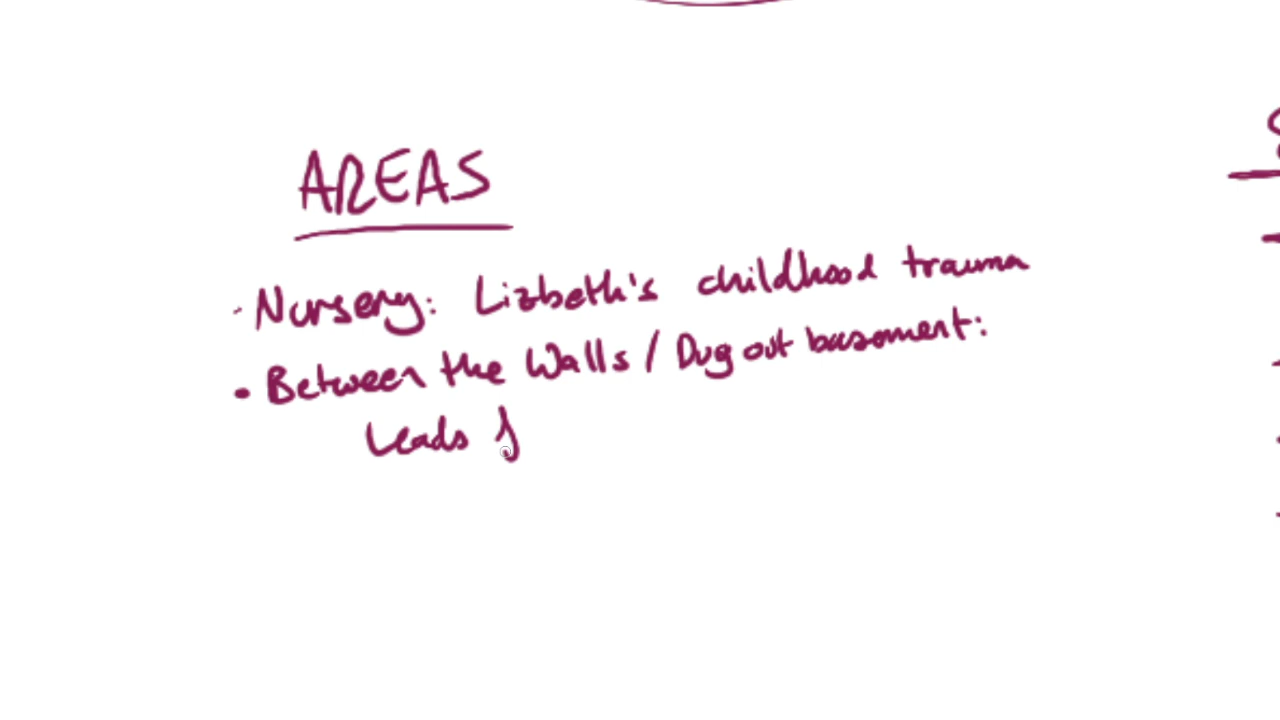 AREAS
· Nursery: Lizbeth's childhood trauma
• Between the Walls / Dug out basement:
Leads